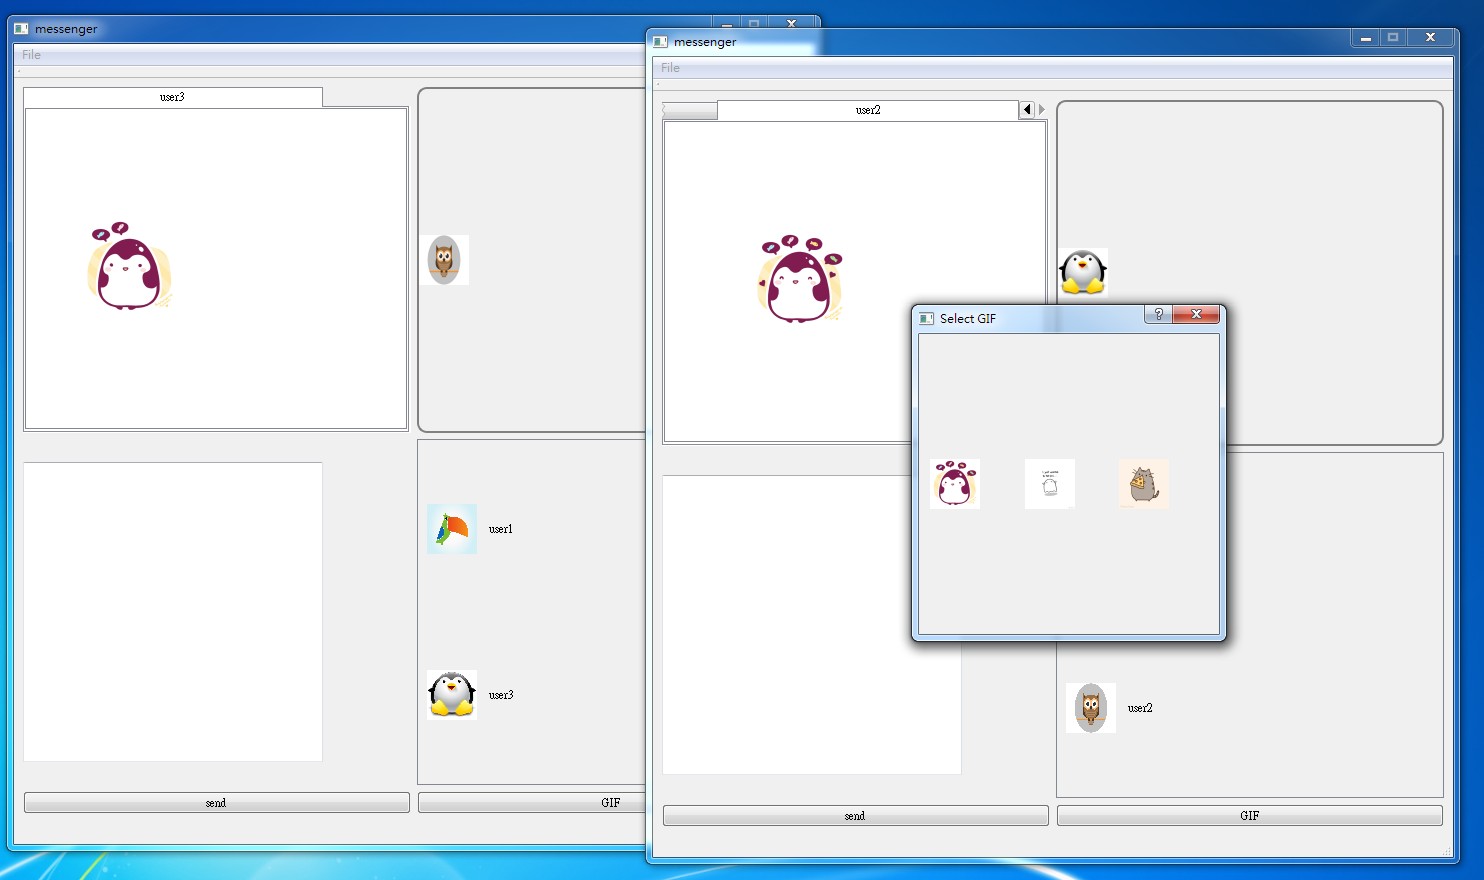 messenger
File
user3
user1
user3
send
GIF
messenger
File
user2
user2
send
GIF
Select GIF
?